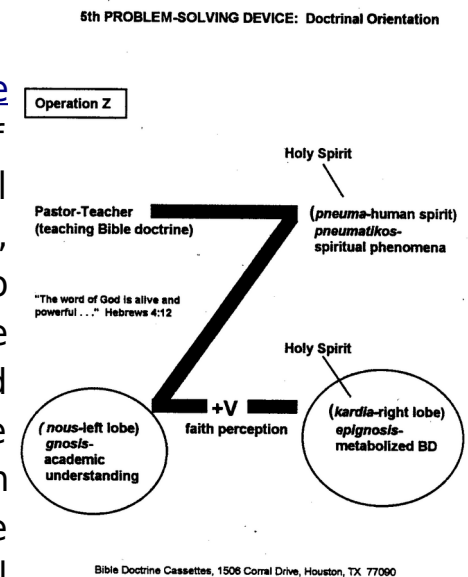 5th PROBLEM-SOLVING DEVICE: Doctrinal Orientation
Operation Z
Holy Spirit
Pastor-Teacher
(teaching Bible doctrine)
(pneuma-human spirit)
pneumatikos-
spiritual phenomena
"The word of God is alive and
powerful . . ." Hebrews 4:12
Holy Spirit
+V
faith perception
(nous-left lobe)
gnosis-
academic
understanding
(kardia-right lobe)
epignosis-
metabolized BD
Bible Doctrine Cassettes, 1506 Corral Drive, Houston, TX 77090